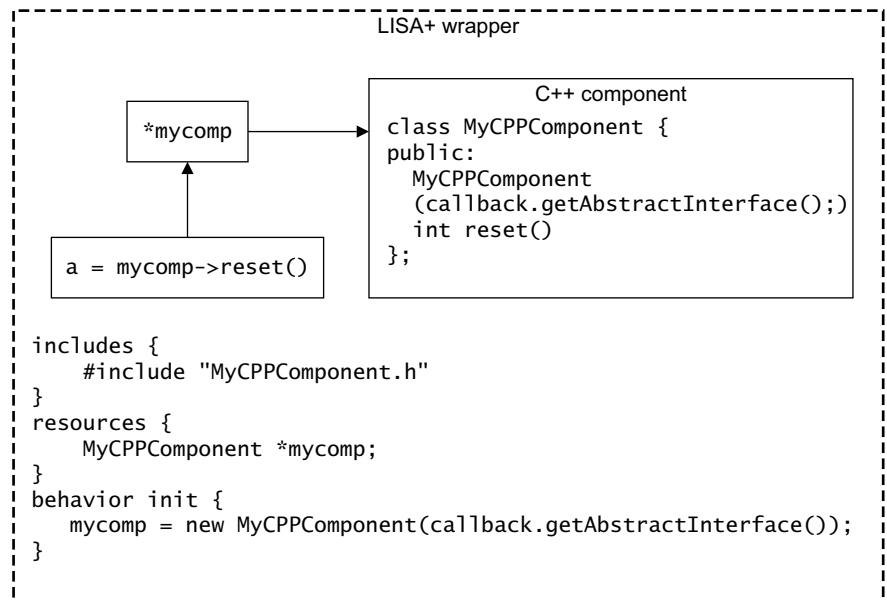 LISA+ wrapper
*mycomp
a = mycomp->reset()
C++ component
class MyCPPComponent {
public:
  MyCPPComponent
  (callback.getAbstractInterface();)
  int reset()
};
includes {
    #include "MyCPPComponent.h"
}
resources {
    MyCPPComponent *mycomp;
}
behavior init {
   mycomp = new MyCPPComponent(callback.getAbstractInterface());
}